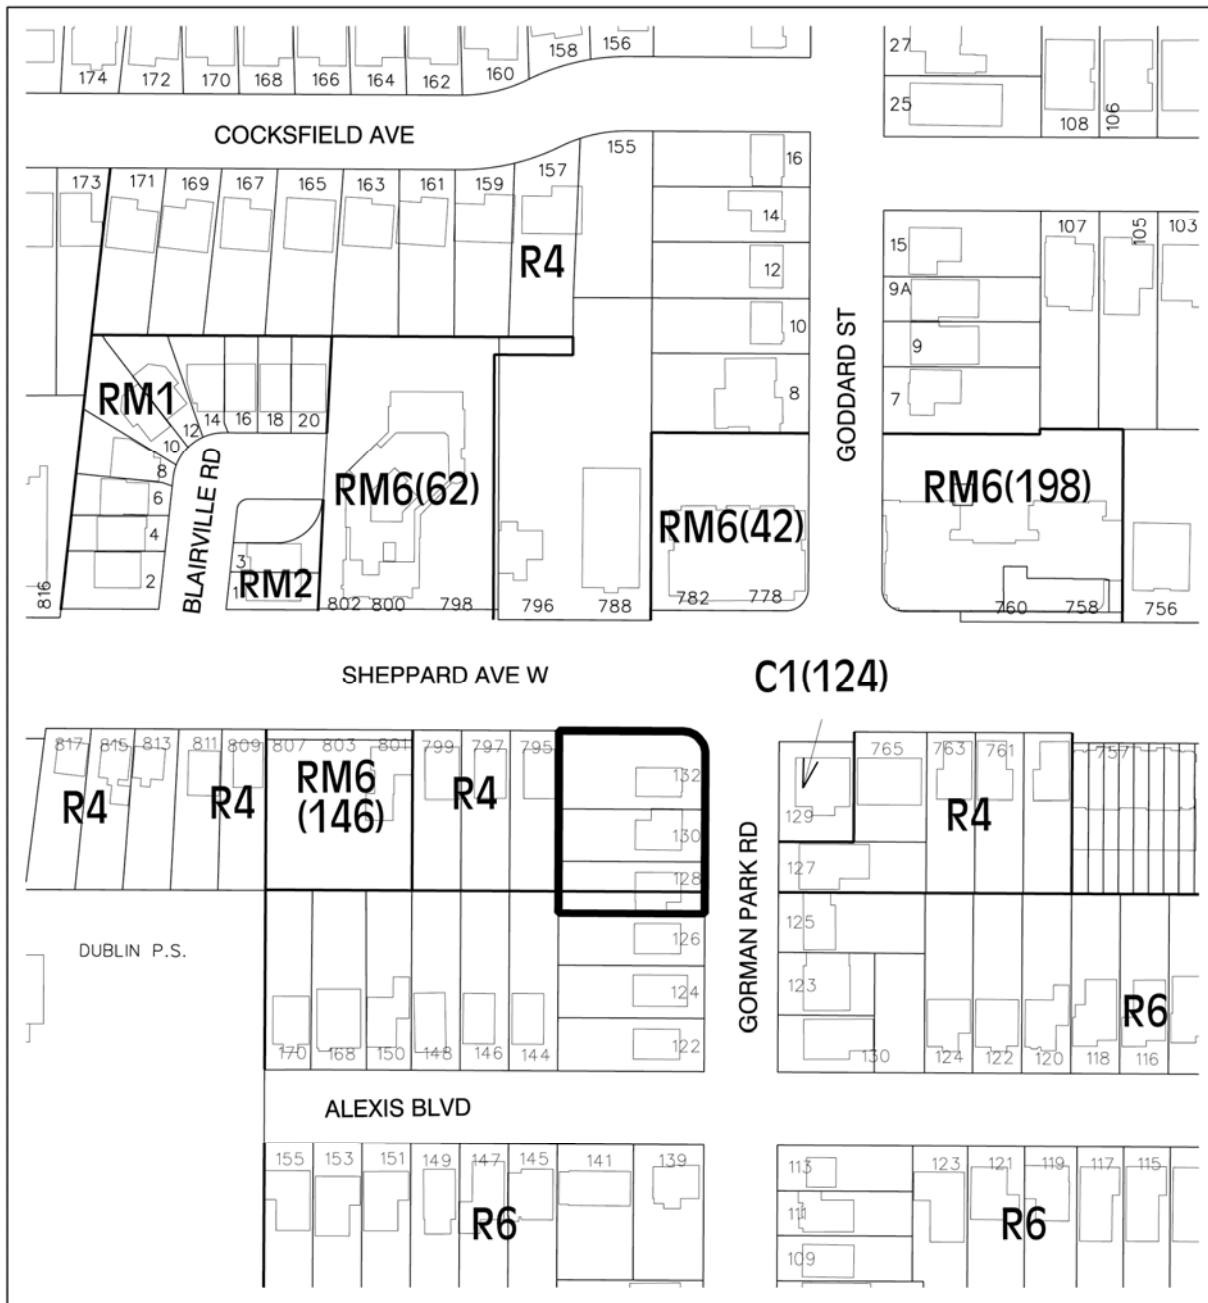 174 172 170 168 166 164 162 160 158 156
27
25
108 106
COCKSFIELD AVE
173 171 169 167 165 163 161 159 157 155
16
14
12
10
8
R4
15
9A
9
7
107 105 103
GODDARD ST
RM1
14 16 18 20
12
10
8
6
4
2
816
BLAIRVILLE RD
3
1
RM2
RM6(62)
802 800 798
796 788
RM6(42)
782 778
RM6(198)
760 758 756
SHEPPARD AVE W
C1(124)
817 815 813 811 809 807 803 801 799 797 795
R4
R4
RM6
(146)
R4
132
130
128
126
124
122
GORMAN PARK RD
129
127
125
123
130
765 763 761 757
R4
DUBLIN P.S.
170 168 150 148 146 144
124 122 120 118 116
R6
ALEXIS BLVD
155 153 151 149 147 145 141 139
R6
113
111
109
123 121 119 117 115
R6